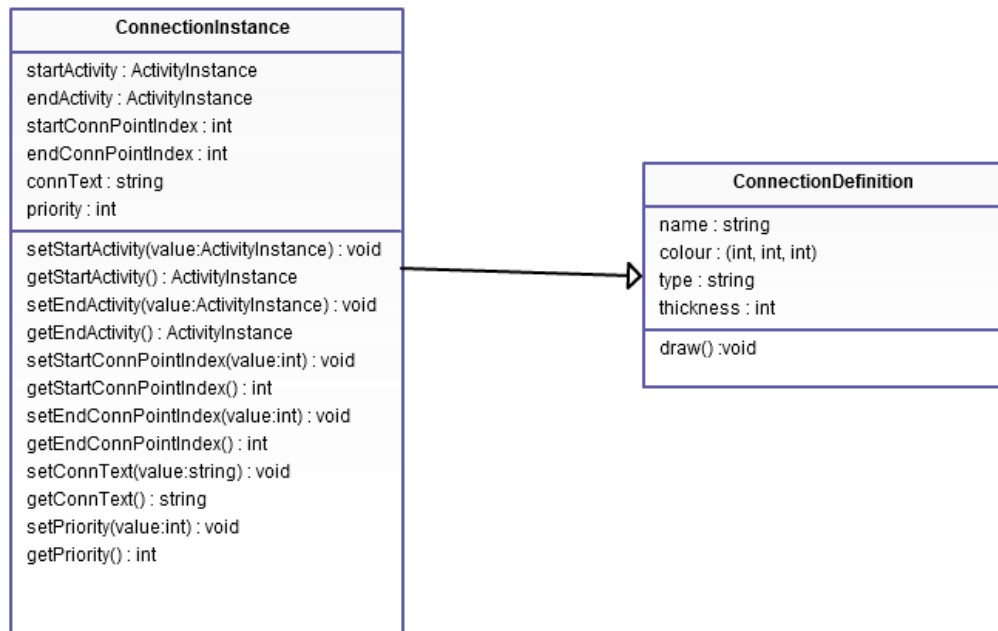 ConnectionInstance
startActivity : ActivityInstance
endActivity : ActivityInstance
startConnPointIndex : int
endConnPointIndex : int
connText : string
priority : int
setStartActivity(value:ActivityInstance) : void
getStartActivity() : ActivityInstance
setEndActivity(value:ActivityInstance) : void
getEndActivity() : ActivityInstance
setStartConnPointIndex(value:int) : void
getStartConnPointIndex() : int
setEndConnPointIndex(value:int) : void
getEndConnPointIndex() : int
setConnText(value:string) : void
getConnText() : string
setPriority(value:int) : void
getPriority() : int
ConnectionDefinition
name : string
colour : (int, int, int)
type : string
thickness : int
draw() :void